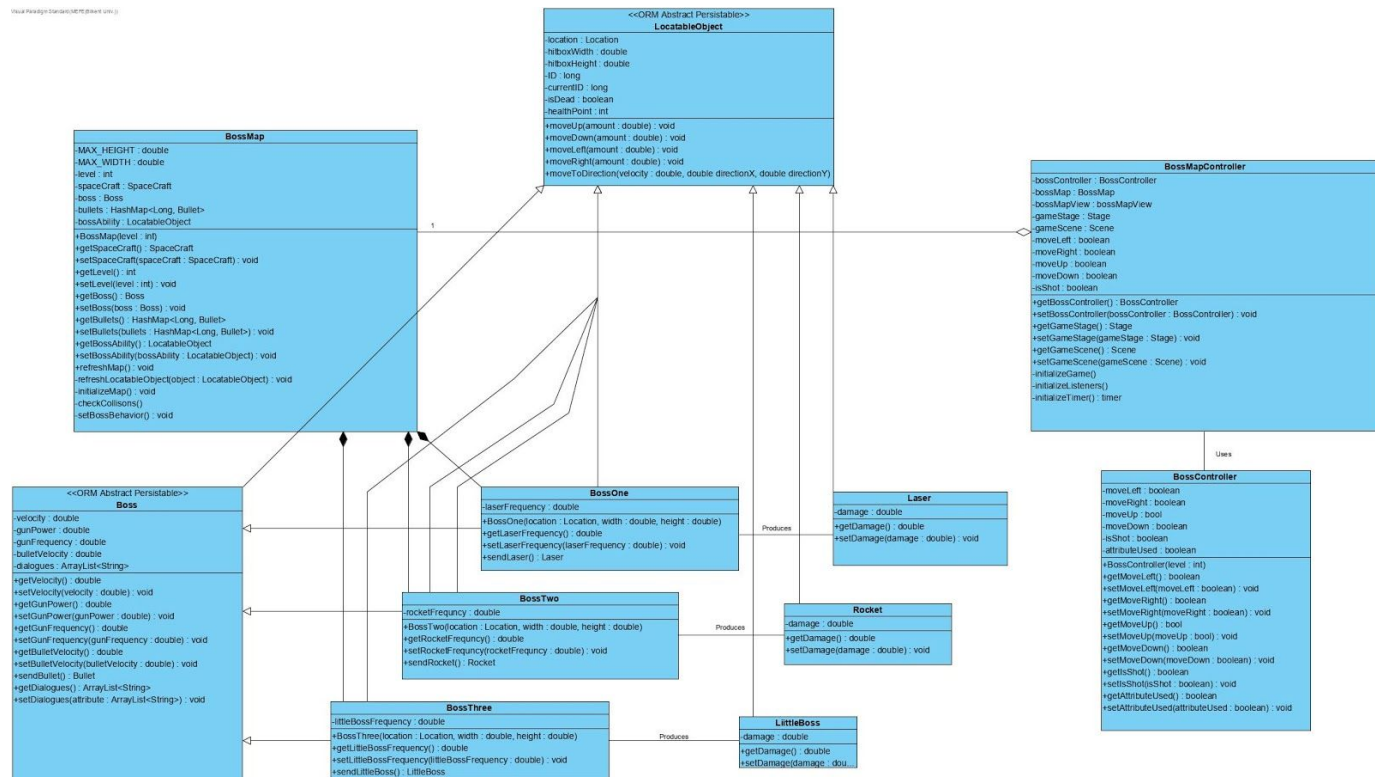 Visual Paradigm Standard(MEFE(Bilkent Univ.))
<<ORM Abstract Persistable>>
LocatableObject
-location : Location
-hitboxWidth : double
-hitboxHeight : double
-ID : long
-currentID : long
-isDead : boolean
-healthPoint : int
+moveUp(amount : double) : void
+moveDown(amount : double) : void
+moveLeft(amount : double) : void
+moveRight(amount : double) : void
+moveToDirection(velocity : double, double directionX, double directionY)
BossMap
-MAX_HEIGHT : double
-MAX_WIDTH : double
-level : int
-spaceCraft : SpaceCraft
-boss : Boss
-bullets : HashMap<Long, Bullet>
-bossAbility : LocatableObject
+BossMap(level : int)
+getSpaceCraft() : SpaceCraft
+setSpaceCraft(spaceCraft : SpaceCraft) : void
+getLevel() : int
+setLevel(level : int) : void
+getBoss() : Boss
+setBoss(boss : Boss) : void
+getBullets() : HashMap<Long, Bullet>
+setBullets(bullets : HashMap<Long, Bullet>) : void
+getBossAbility() : LocatableObject
+setBossAbility(bossAbility : LocatableObject) : void
+refreshMap() : void
-refreshLocatableObject(object : LocatableObject) : void
-initializeMap() : void
-checkCollisons()
-setBossBehavior() : void
1
BossMapController
-bossController : BossController
-bossMap : BossMap
-bossMapView : bossMapView
-gameStage : Stage
-gameScene : Scene
-moveLeft : boolean
-moveRight : boolean
-moveUp : boolean
-moveDown : boolean
-isShot : boolean
+getBossController() : BossController
+setBossController(bossController : BossController) : void
+getGameStage() : Stage
+setGameStage(gameStage : Stage) : void
+getGameScene() : Scene
+setGameScene(gameScene : Scene) : void
-initializeGame()
-initializeListeners()
-initializeTimer() : timer
Uses
BossController
-moveLeft : boolean
-moveRight : boolean
-moveUp : bool
-moveDown : boolean
-isShot : boolean
-attributeUsed : boolean
+BossController(level : int)
+getMoveLeft() : boolean
+setMoveLeft(moveLeft : boolean) : void
+getMoveRight() : boolean
+setMoveRight(moveRight : boolean) : void
+getMoveUp() : bool
+setMoveUp(moveUp : bool) : void
+getMoveDown() : boolean
+setMoveDown(moveDown : boolean) : void
+getIsShot() : boolean
+setIsShot(isShot : boolean) : void
+getAttributeUsed() : boolean
+setAttributeUsed(attributeUsed : boolean) : void
<<ORM Abstract Persistable>>
Boss
-velocity : double
-gunPower : double
-gunFrequency : double
-bulletVelocity : double
-dialogues : ArrayList<String>
+getVelocity() : double
+setVelocity(velocity : double) : void
+getGunPower() : double
+setGunPower(gunPower : double) : void
+getGunFrequency() : double
+setGunFrequency(gunFrequency : double) : void
+getBulletVelocity() : double
+setBulletVelocity(bulletVelocity : double) : void
+sendBullet() : Bullet
+getDialogues() : ArrayList<String>
+setDialogues(attribute : ArrayList<String>) : void
BossOne
-laserFrequency : double
+BossOne(location : Location, width : double, height : double)
+getLaserFrequency() : double
+setLaserFrequency(laserFrequency : double) : void
+sendLaser() : Laser
Produces
Laser
-damage : double
+getDamage() : double
+setDamage(damage : double) : void
BossTwo
-rocketFrequncy : double
+BossTwo(location : Location, width : double, height : double)
+getRocketFrequncy() : double
+setRocketFrequncy(rocketFrequncy : double) : void
+sendRocket() : Rocket
Produces
Rocket
-damage : double
+getDamage() : double
+setDamage(damage : double) : void
BossThree
-littleBossFrequency : double
+BossThree(location : Location, width : double, height : double)
+getLittleBossFrequency() : double
+setLittleBossFrequency(littleBossFrequency : double) : void
+sendLittleBoss() : LittleBoss
Produces
LiittleBoss
-damage : double
+getDamage() : double
+setDamage(damage : dou...